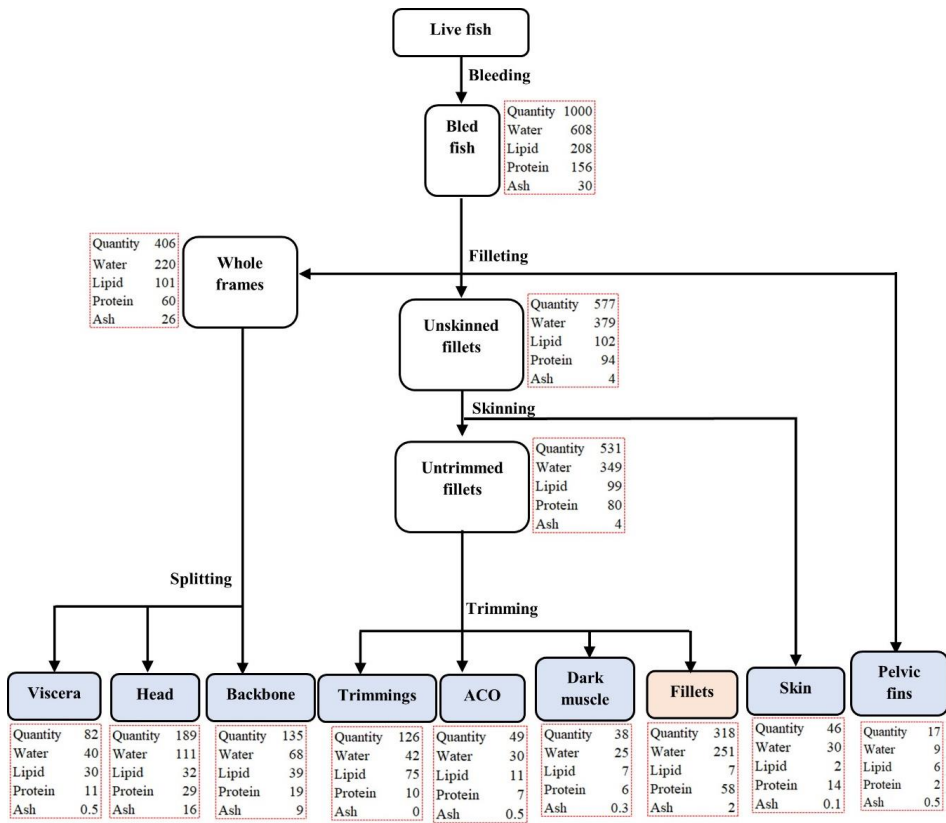 Live fish
Bleeding
Bled
fish
Quantity 1000
Water 608
Lipid 208
Protein 156
Ash 30
Filleting
Quantity 406
Water 220
Lipid 101
Protein 60
Ash 26
Whole
frames
Unskinned
fillets
Quantity 577
Water 379
Lipid 102
Protein 94
Ash 4
Skinning
Untrimmed
fillets
Quantity 531
Water 349
Lipid 99
Protein 80
Ash 4
Splitting
Trimming
Viscera
Quantity 82
Water 40
Lipid 30
Protein 11
Ash 0.5
Head
Quantity 189
Water 111
Lipid 32
Protein 29
Ash 16
Backbone
Quantity 135
Water 68
Lipid 39
Protein 19
Ash 9
Trimmings
Quantity 126
Water 42
Lipid 75
Protein 10
Ash 0
ACO
Quantity 49
Water 30
Lipid 11
Protein 7
Ash 0.5
Dark
muscle
Quantity 38
Water 25
Lipid 7
Protein 6
Ash 0.3
Fillets
Quantity 318
Water 251
Lipid 7
Protein 58
Ash 2
Skin
Quantity 46
Water 30
Lipid 2
Protein 14
Ash 0.1
Pelvic
fins
Quantity 17
Water 9
Lipid 6
Protein 2
Ash 0.5